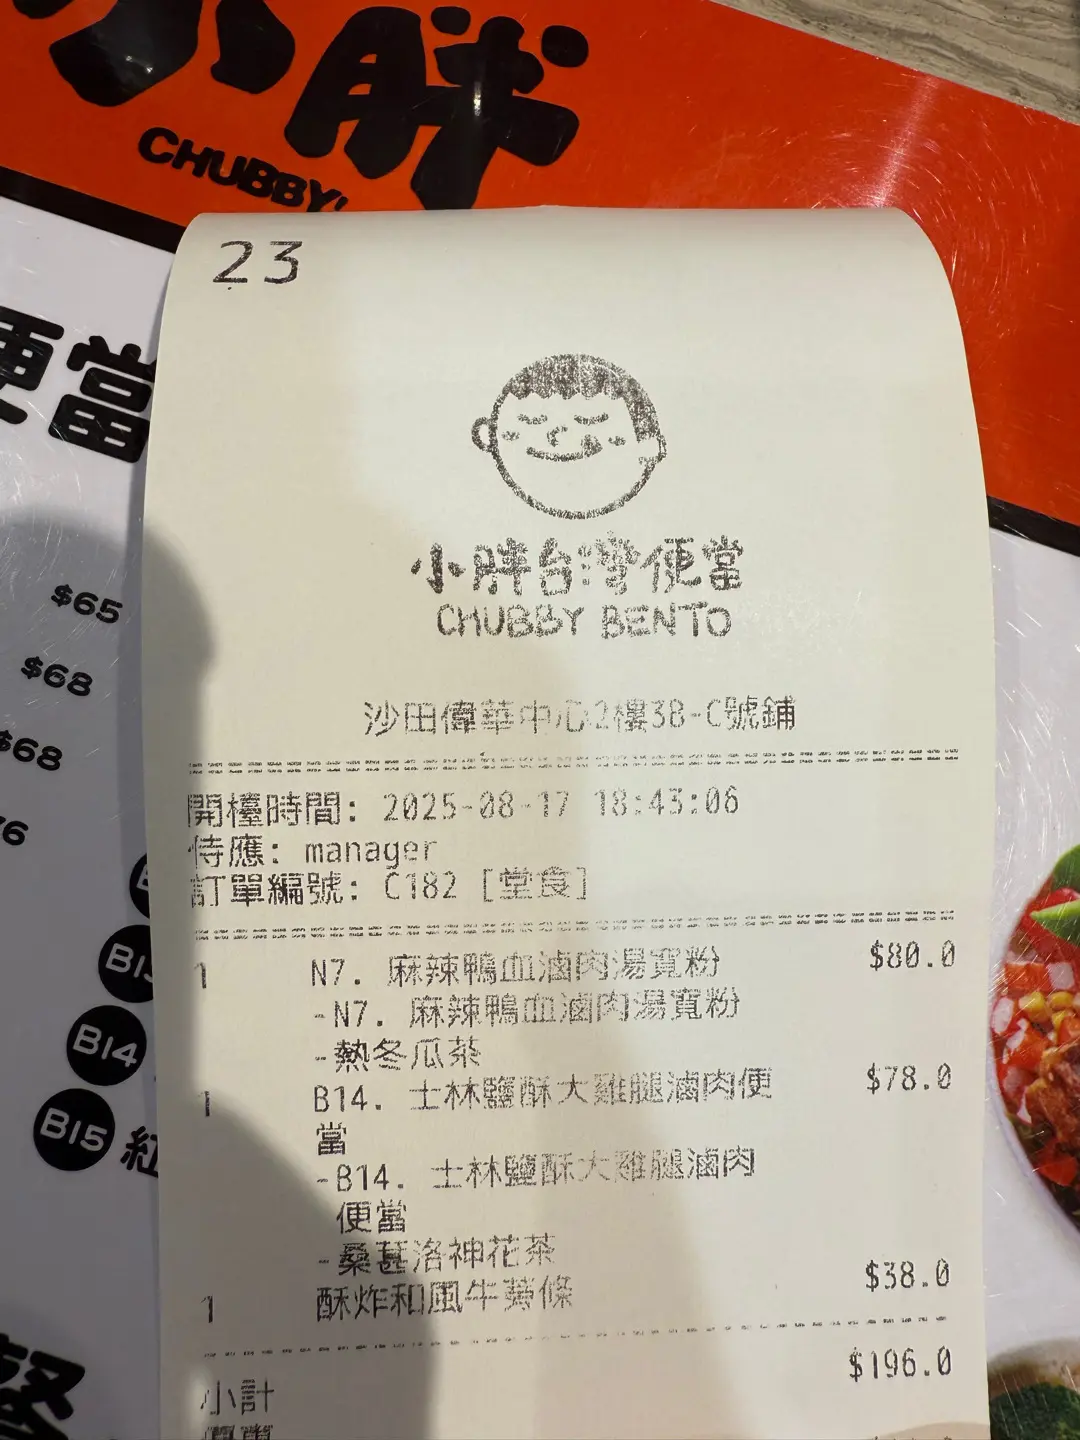 小胖
CHUBBY'
便當
$65
$68
$68
B14
B15
紅
餐
23
小胖台灣便當
CHUBBY BENTO
沙田偉華中心2樓38-C號鋪
開檯時間: 2025-08-17 18:43:06
侍應: manager
訂單編號: C182 [堂食]
1 N7. 麻辣鴨血滷肉湯寬粉 $80.0
-N7. 麻辣鴨血滷肉湯寬粉
-熱冬瓜茶
1 B14. 士林鹽酥大雞腿滷肉便 $78.0
當
-B14. 士林鹽酥大雞腿滷肉
便當
-桑葚洛神花茶
1 酥炸和風牛蒡條 $38.0
小計 $196.0